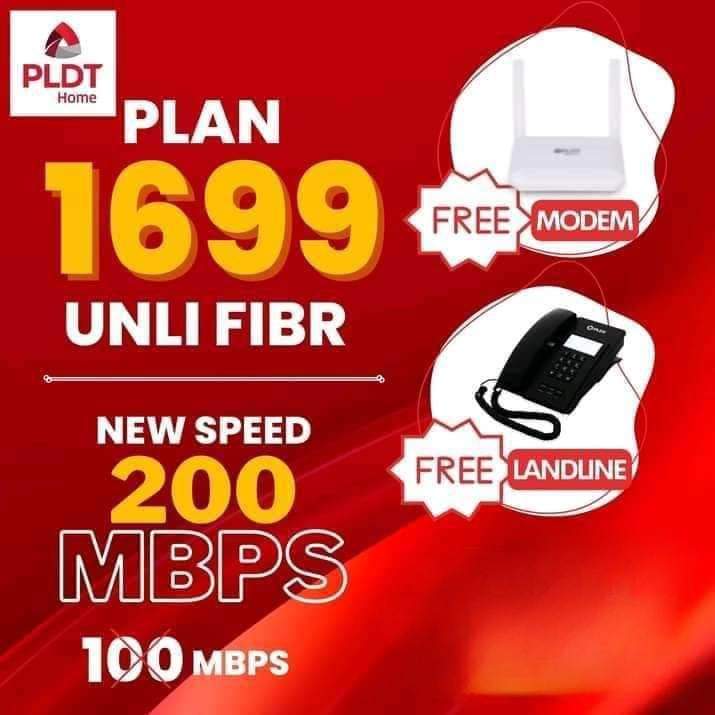 PLDT
Home
PLAN
1699
UNLI FIBR
NEW SPEED
200
MBPS
100 MBPS
FREE MODEM
FREE LANDLINE